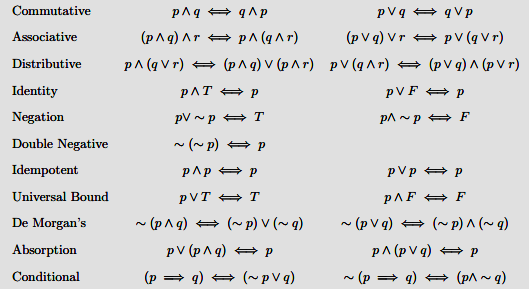 Commutative p ∧ q ⟺ q ∧ p p ∨ q ⟺ q ∨ p
Associative (p ∧ q) ∧ r ⟺ p ∧ (q ∧ r) (p ∨ q) ∨ r ⟺ p ∨ (q ∨ r)
Distributive p ∧ (q ∨ r) ⟺ (p ∧ q) ∨ (p ∧ r) p ∨ (q ∧ r) ⟺ (p ∨ q) ∧ (p ∨ r)
Identity p ∧ T ⟺ p p ∨ F ⟺ p
Negation p∨ ∼ p ⟺ T p∧ ∼ p ⟺ F
Double Negative ∼ (∼ p) ⟺ p
Idempotent p ∧ p ⟺ p p ∨ p ⟺ p
Universal Bound p ∨ T ⟺ T p ∧ F ⟺ F
De Morgan's ∼ (p ∧ q) ⟺ (∼ p) ∨ (∼ q) ∼ (p ∨ q) ⟺ (∼ p) ∧ (∼ q)
Absorption p ∨ (p ∧ q) ⟺ p p ∧ (p ∨ q) ⟺ p
Conditional (p ⟹ q) ⟺ (∼ p ∨ q) ∼ (p ⟹ q) ⟺ (p∧ ∼ q)